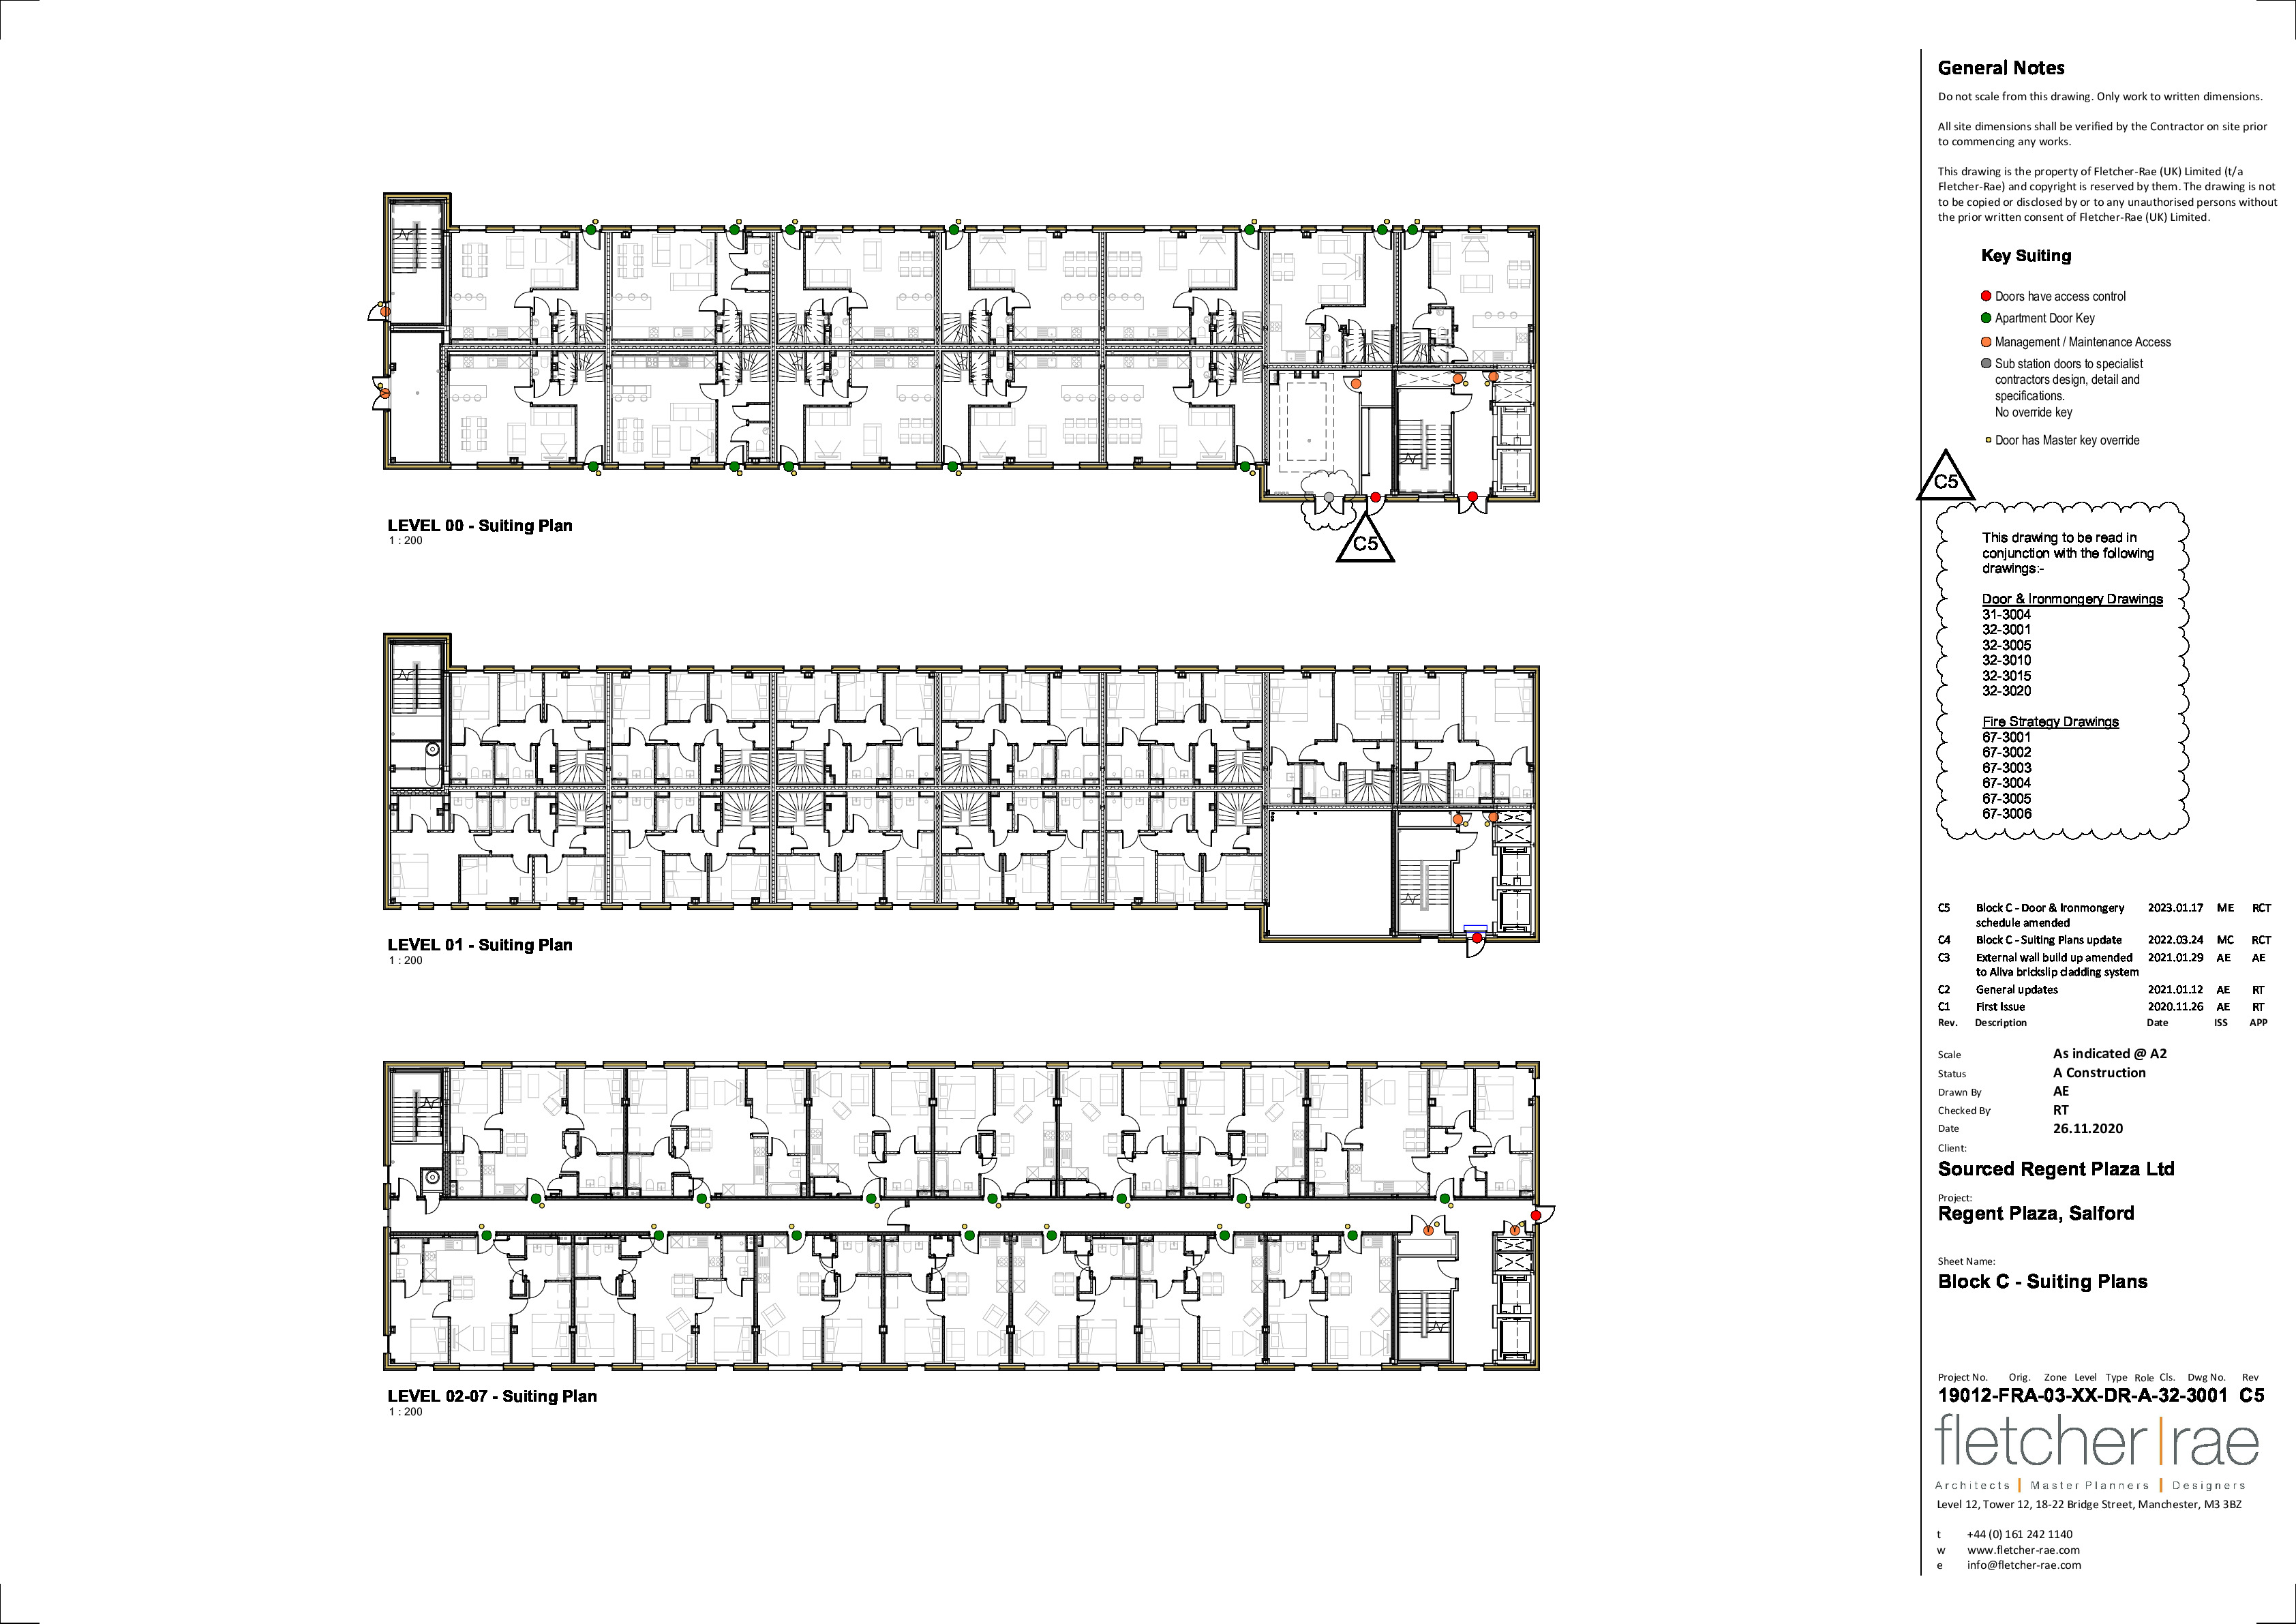 LEVEL 00 - Suiting Plan
1 : 200
C5
LEVEL 01 - Suiting Plan
1 : 200
LEVEL 02-07 - Suiting Plan
1 : 200
General Notes
Do not scale from this drawing. Only work to written dimensions.
All site dimensions shall be verified by the Contractor on site prior
to commencing any works.
This drawing is the property of Fletcher-Rae (UK) Limited (t/a
Fletcher-Rae) and copyright is reserved by them. The drawing is not
to be copied or disclosed by or to any unauthorised persons without
the prior written consent of Fletcher-Rae (UK) Limited.
Key Suiting
Doors have access control
Apartment Door Key
Management / Maintenance Access
Sub station doors to specialist
contractors design, detail and
specifications.
No override key
Door has Master key override
C5
This drawing to be read in
conjunction with the following
drawings:-
Door & Ironmongery Drawings
31-3004
32-3001
32-3005
32-3010
32-3015
32-3020
Fire Strategy Drawings
67-3001
67-3002
67-3003
67-3004
67-3005
67-3006
C5 Block C - Door & Ironmongery 2023.01.17 ME RCT
schedule amended
C4 Block C - Suiting Plans update 2022.03.24 MC RCT
C3 External wall build up amended 2021.01.29 AE AE
to Aliva brickslip cladding system
C2 General updates 2021.01.12 AE RT
C1 First Issue 2020.11.26 AE RT
Rev. Description Date ISS APP
Scale As indicated @ A2
Status A Construction
Drawn By AE
Checked By RT
Date 26.11.2020
Client:
Sourced Regent Plaza Ltd
Project:
Regent Plaza, Salford
Sheet Name:
Block C - Suiting Plans
Project No. Orig. Zone Level Type Role Cls. Dwg No. Rev
19012-FRA-03-XX-DR-A-32-3001 C5
fletcher|rae
Architects | Master Planners | Designers
Level 12, Tower 12, 18-22 Bridge Street, Manchester, M3 3BZ
t +44 (0) 161 242 1140
w www.fletcher-rae.com
e info@fletcher-rae.com